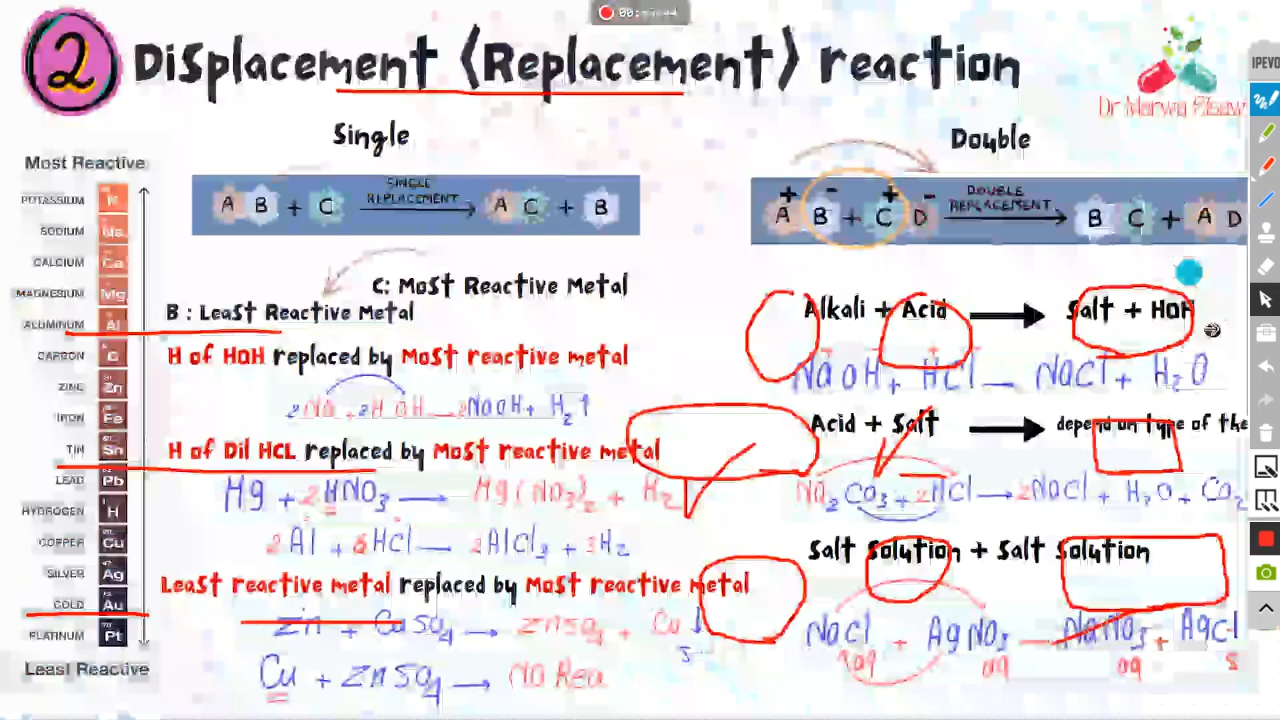 2 Displacement (Replacement) reaction
Dr Marwa Elsawi
IPEVO
Single
Double
Most Reactive
POTASSIUM K
SODIUM Na
CALCIUM Ca
MAGNESIUM Mg
ALUMINUM Al
CARBON C
ZINC Zn
IRON Fe
TIN Sn
LEAD Pb
HYDROGEN H
COPPER Cu
SILVER Ag
GOLD Au
PLATINUM Pt
Least Reactive
A B + C SINGLE REPLACEMENT A C + B
C: Most Reactive Metal
B : Least Reactive Metal
H of HOH replaced by Most reactive metal
2Na + 2HOH → 2NaOH + H₂↑
H of Dil HCL replaced by Most reactive metal
Mg + 2HNO₃ → Mg(NO₃)₂ + H₂
2Al + 6HCl → 2AlCl₃ + 3H₂
Least reactive metal replaced by Most reactive metal
Zn + CuSO₄ → ZnSO₄ + Cu↓
S
Cu + ZnSO₄ → NO Rea
+ - + -
A B + C D DOUBLE REPLACEMENT B C + A D
Alkali + Acid → Salt + HOH
NaOH + HCl → NaCl + H₂O
Acid + Salt → depend on type of the
Na₂CO₃ + 2HCl → 2NaCl + H₂O + CO₂
Salt Solution + Salt Solution
NaCl + AgNO₃ → NaNO₃ + AgCl
aq aq aq S